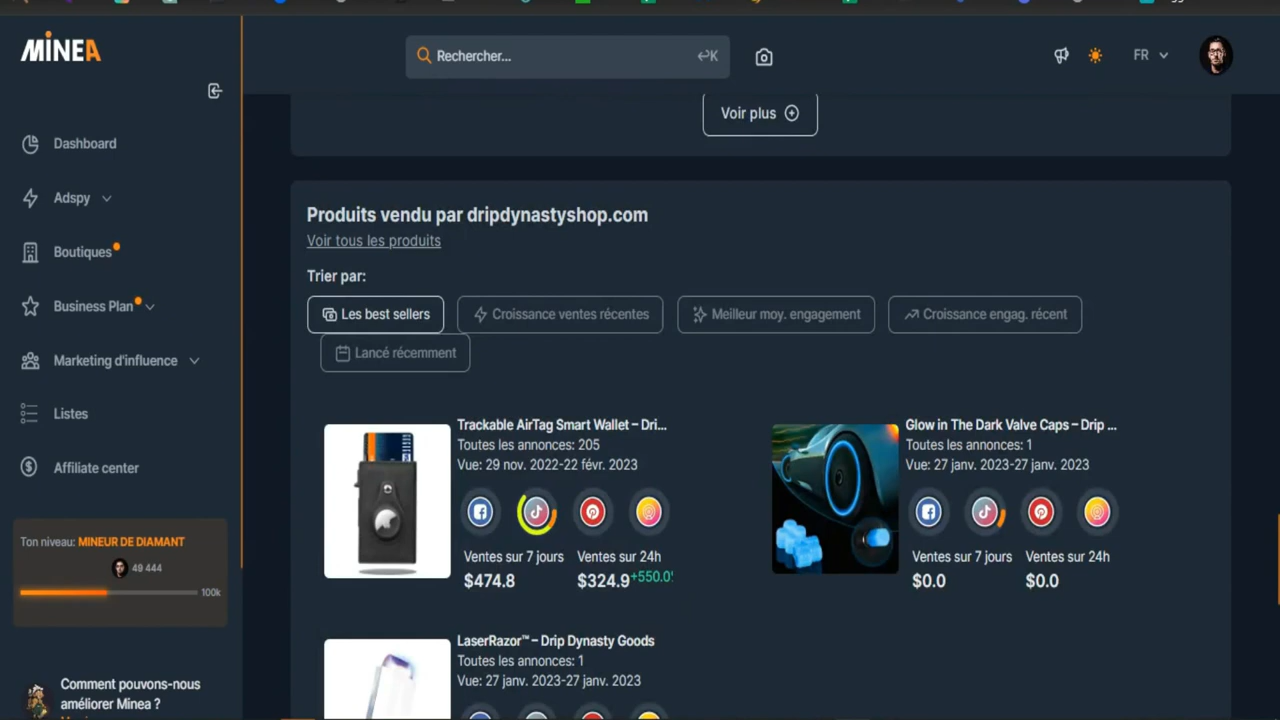 MINEA
Rechercher...
K
FR
Dashboard
Adspy
Boutiques
Business Plan
Marketing d'influence
Listes
Affiliate center
Ton niveau: MINEUR DE DIAMANT
49 444
100k
Comment pouvons-nous
améliorer Minea ?
Voir plus
Produits vendu par dripdynastyshop.com
Voir tous les produits
Trier par:
Les best sellers
Croissance ventes récentes
Meilleur moy. engagement
Croissance engag. récent
Lancé récemment
Trackable AirTag Smart Wallet – Dri...
Toutes les annonces: 205
Vue: 29 nov. 2022-22 févr. 2023
Ventes sur 7 jours
Ventes sur 24h
$474.8
$324.9
+550.0
Glow in The Dark Valve Caps – Drip ...
Toutes les annonces: 1
Vue: 27 janv. 2023-27 janv. 2023
Ventes sur 7 jours
Ventes sur 24h
$0.0
$0.0
LaserRazor™ – Drip Dynasty Goods
Toutes les annonces: 1
Vue: 27 janv. 2023-27 janv. 2023